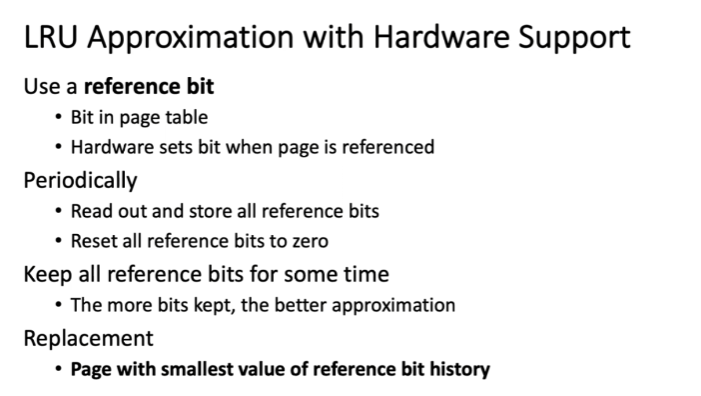 LRU Approximation with Hardware Support
Use a reference bit
• Bit in page table
• Hardware sets bit when page is referenced
Periodically
• Read out and store all reference bits
• Reset all reference bits to zero
Keep all reference bits for some time
• The more bits kept, the better approximation
Replacement
• Page with smallest value of reference bit history